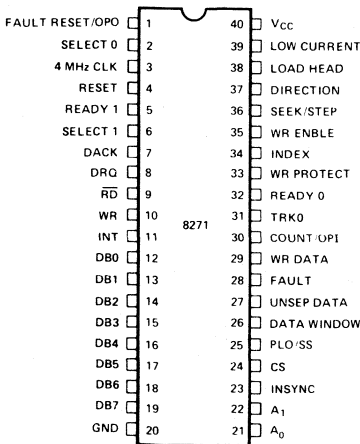 FAULT RESET/OPO 1 40 VCC
SELECT 0 2 39 LOW CURRENT
4 MHz CLK 3 38 LOAD HEAD
RESET 4 37 DIRECTION
READY 1 5 36 SEEK/STEP
SELECT 1 6 35 WR ENBLE
DACK 7 34 INDEX
DRQ 8 33 WR PROTECT
RD 9 32 READY 0
WR 10 31 TRK0
8271
INT 11 30 COUNT/OPI
DB0 12 29 WR DATA
DB1 13 28 FAULT
DB2 14 27 UNSEP DATA
DB3 15 26 DATA WINDOW
DB4 16 25 PLO/SS
DB5 17 24 CS
DB6 18 23 INSYNC
DB7 19 22 A1
GND 20 21 A0